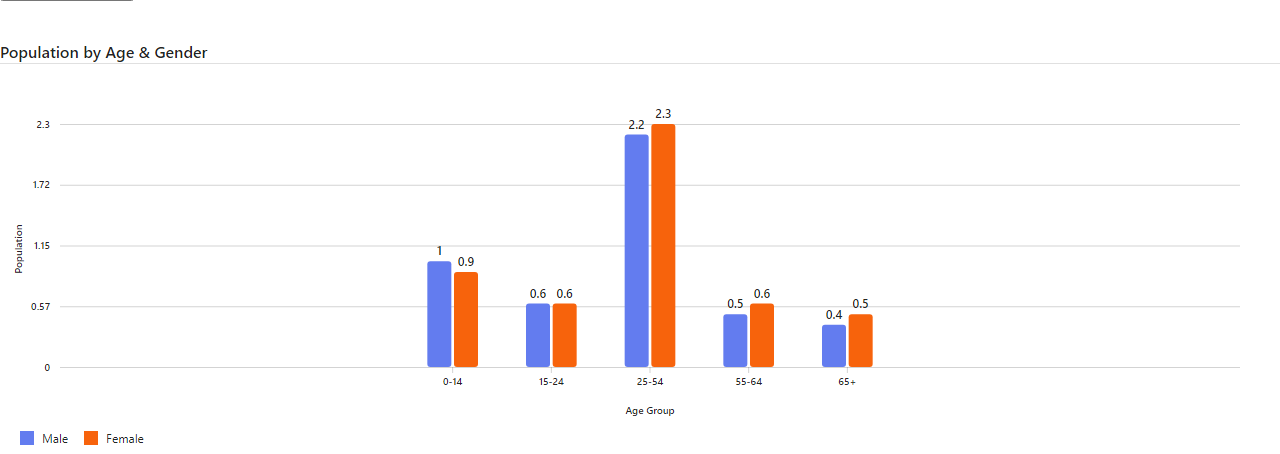 Population by Age & Gender
2.3
1.72
1.15
0.57
0
Population
1 0.9 0.6 0.6 2.2 2.3 0.5 0.6 0.4 0.5
0-14 15-24 25-54 55-64 65+
Age Group
Male Female